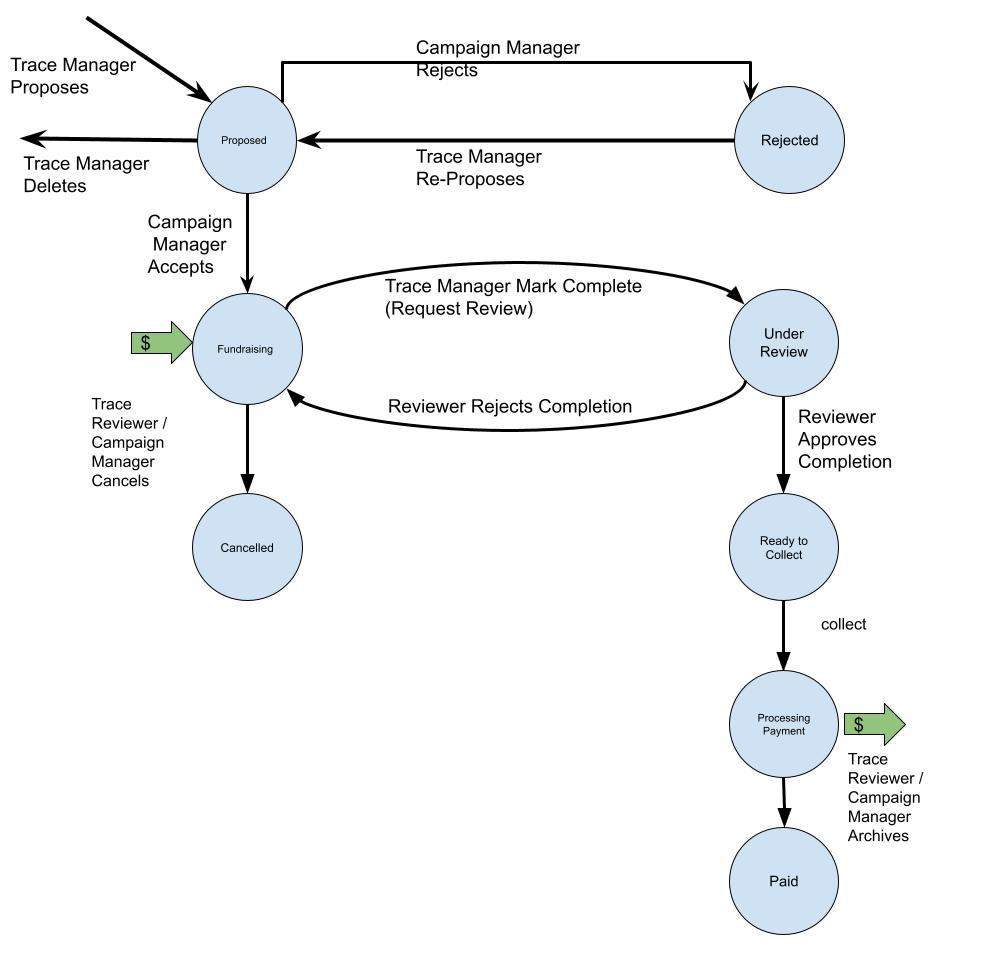 Campaign Manager
Rejects
Trace Manager
Proposes
Proposed
Rejected
Trace Manager
Deletes
Trace Manager
Re-Proposes
Campaign
Manager
Accepts
Trace Manager Mark Complete
(Request Review)
$
Fundraising
Under
Review
Trace
Reviewer /
Campaign
Manager
Cancels
Reviewer Rejects Completion
Reviewer
Approves
Completion
Cancelled
Ready to
Collect
collect
Processing
Payment
$
Trace
Reviewer /
Campaign
Manager
Archives
Paid